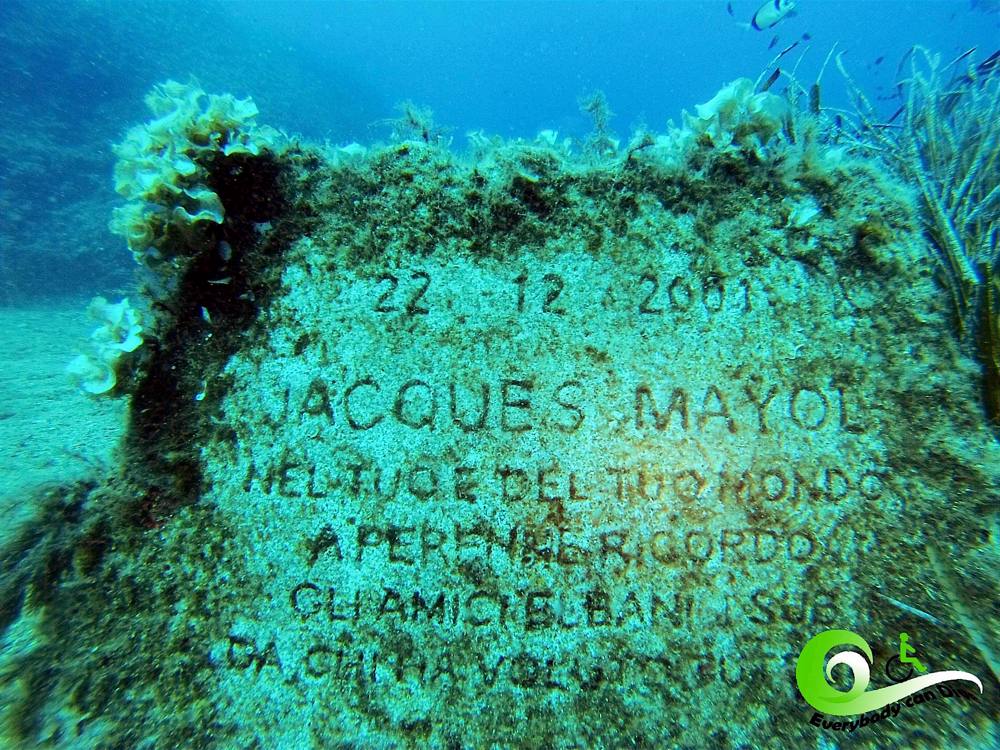 22 12 2001
JACQUES MAYOL
NEL TUO E DEL TUO MONDO
A PERENNE RICORDO
GLI AMICI ELBANI SUB
DA CHI HA VOLUTO
Everybody can Dive